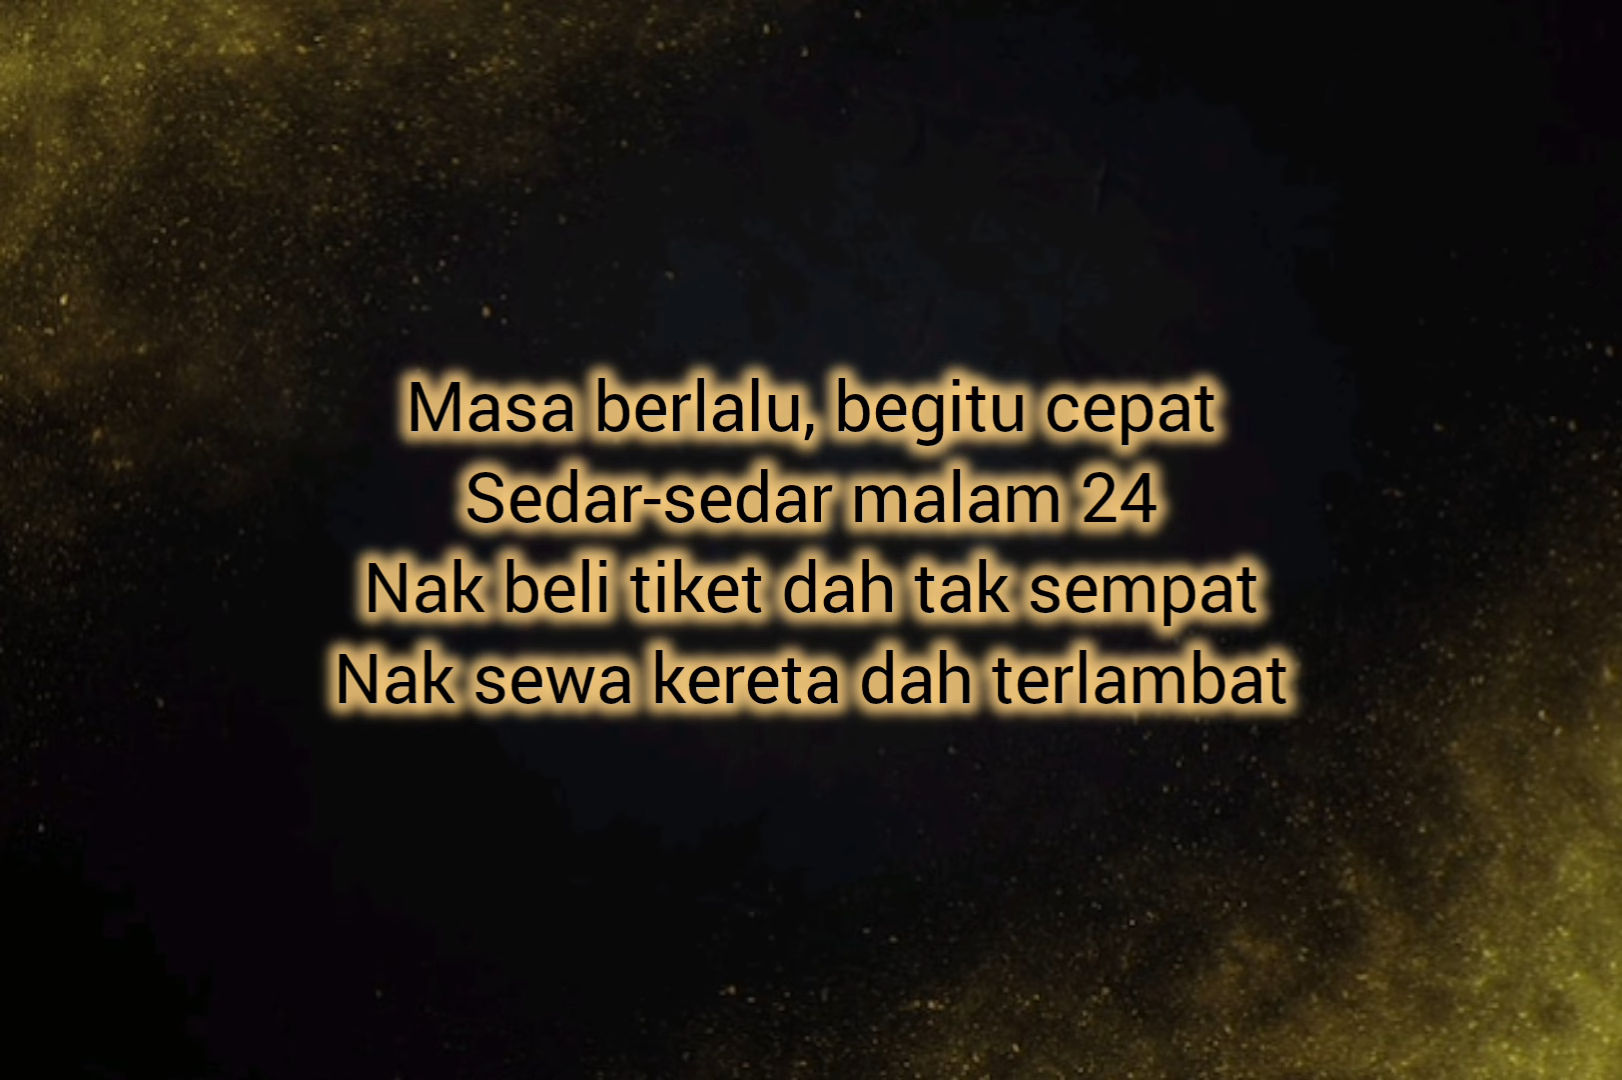 Masa berlalu, begitu cepat
Sedar-sedar malam 24
Nak beli tiket dah tak sempat
Nak sewa kereta dah terlambat